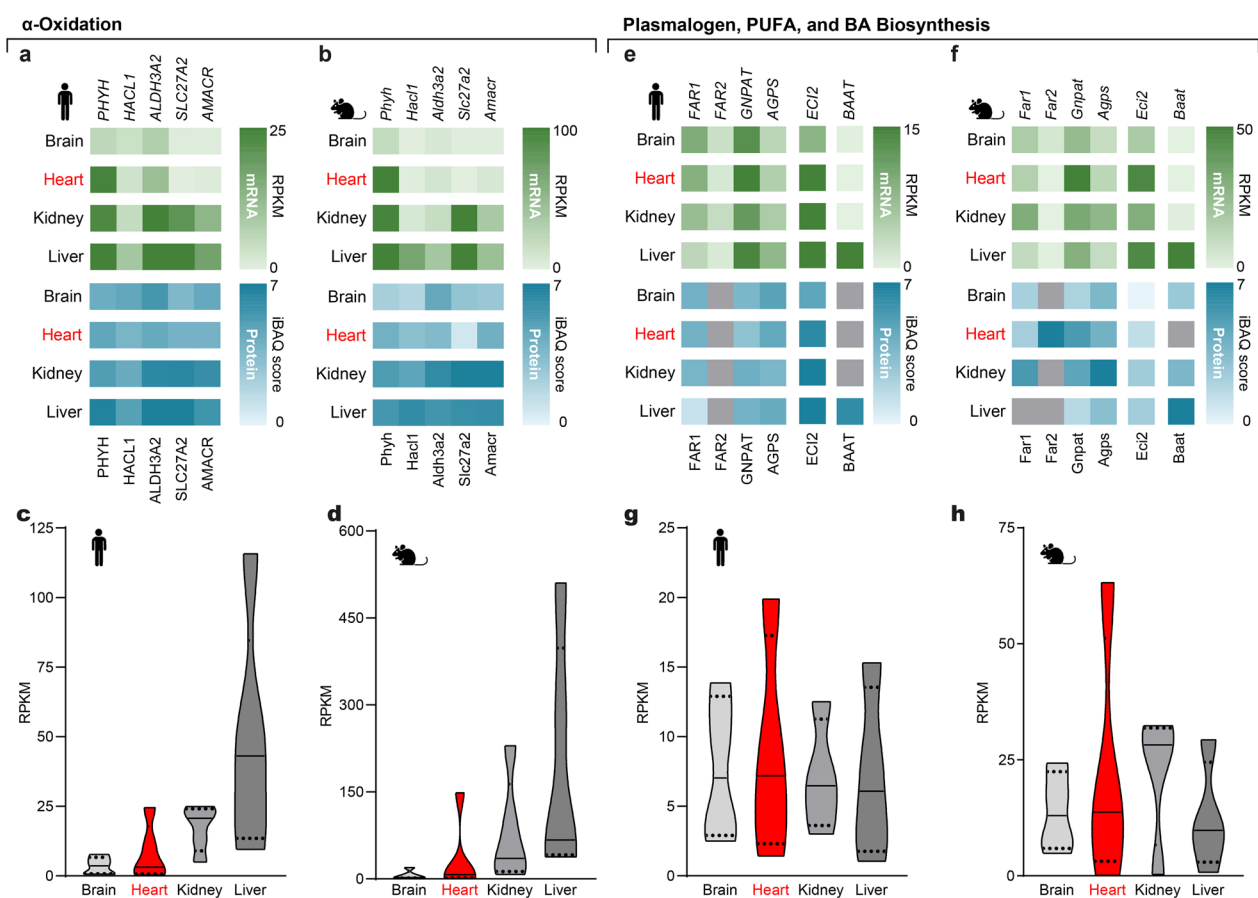 α-Oxidation
Plasmalogen, PUFA, and BA Biosynthesis
a
PHYH HACL1 ALDH3A2 SLC27A2 AMACR
Brain
Heart
Kidney
Liver
25
mRNA
RPKM
0
Brain
Heart
Kidney
Liver
7
Protein
iBAQ score
0
PHYH HACL1 ALDH3A2 SLC27A2 AMACR
b
Phyh Hacl1 Aldh3a2 Slc27a2 Amacr
Brain
Heart
Kidney
Liver
100
mRNA
RPKM
0
Brain
Heart
Kidney
Liver
7
Protein
iBAQ score
0
Phyh Hacl1 Aldh3a2 Slc27a2 Amacr
e
FAR1 FAR2 GNPAT AGPS ECI2 BAAT
Brain
Heart
Kidney
Liver
15
mRNA
RPKM
0
Brain
Heart
Kidney
Liver
7
Protein
iBAQ score
0
FAR1 FAR2 GNPAT AGPS ECI2 BAAT
f
Far1 Far2 Gnpat Agps Eci2 Baat
Brain
Heart
Kidney
Liver
50
mRNA
RPKM
0
Brain
Heart
Kidney
Liver
7
Protein
iBAQ score
0
Far1 Far2 Gnpat Agps Eci2 Baat
c
125
100
75
50
25
0
RPKM
Brain Heart Kidney Liver
d
600
450
300
150
0
RPKM
Brain Heart Kidney Liver
g
25
20
15
10
5
0
RPKM
Brain Heart Kidney Liver
h
75
50
25
0
RPKM
Brain Heart Kidney Liver